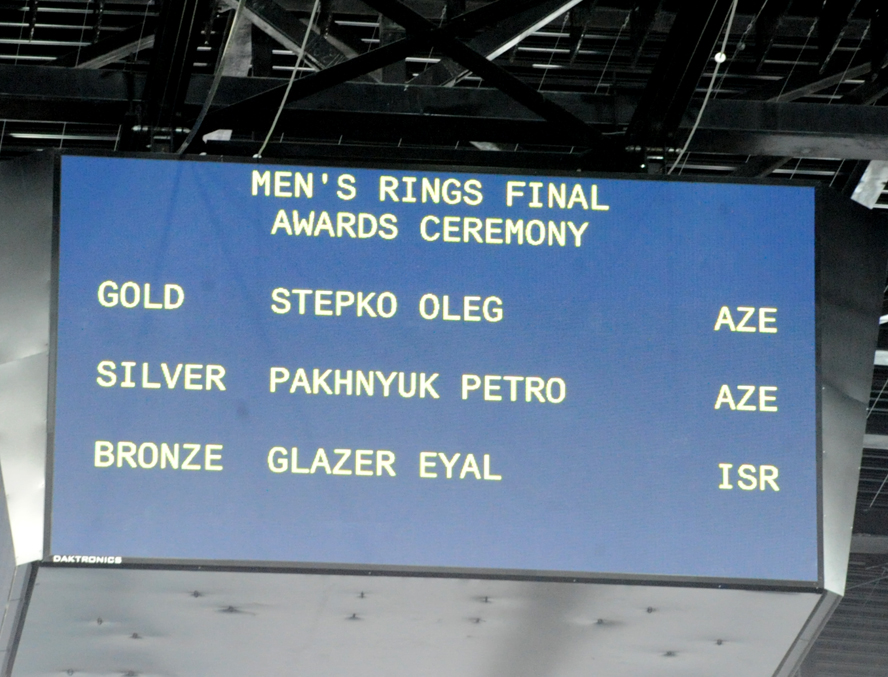 MEN'S RINGS FINAL
AWARDS CEREMONY
GOLD STEPKO OLEG AZE
SILVER PAKHNYUK PETRO AZE
BRONZE GLAZER EYAL ISR
DAKTRONICS